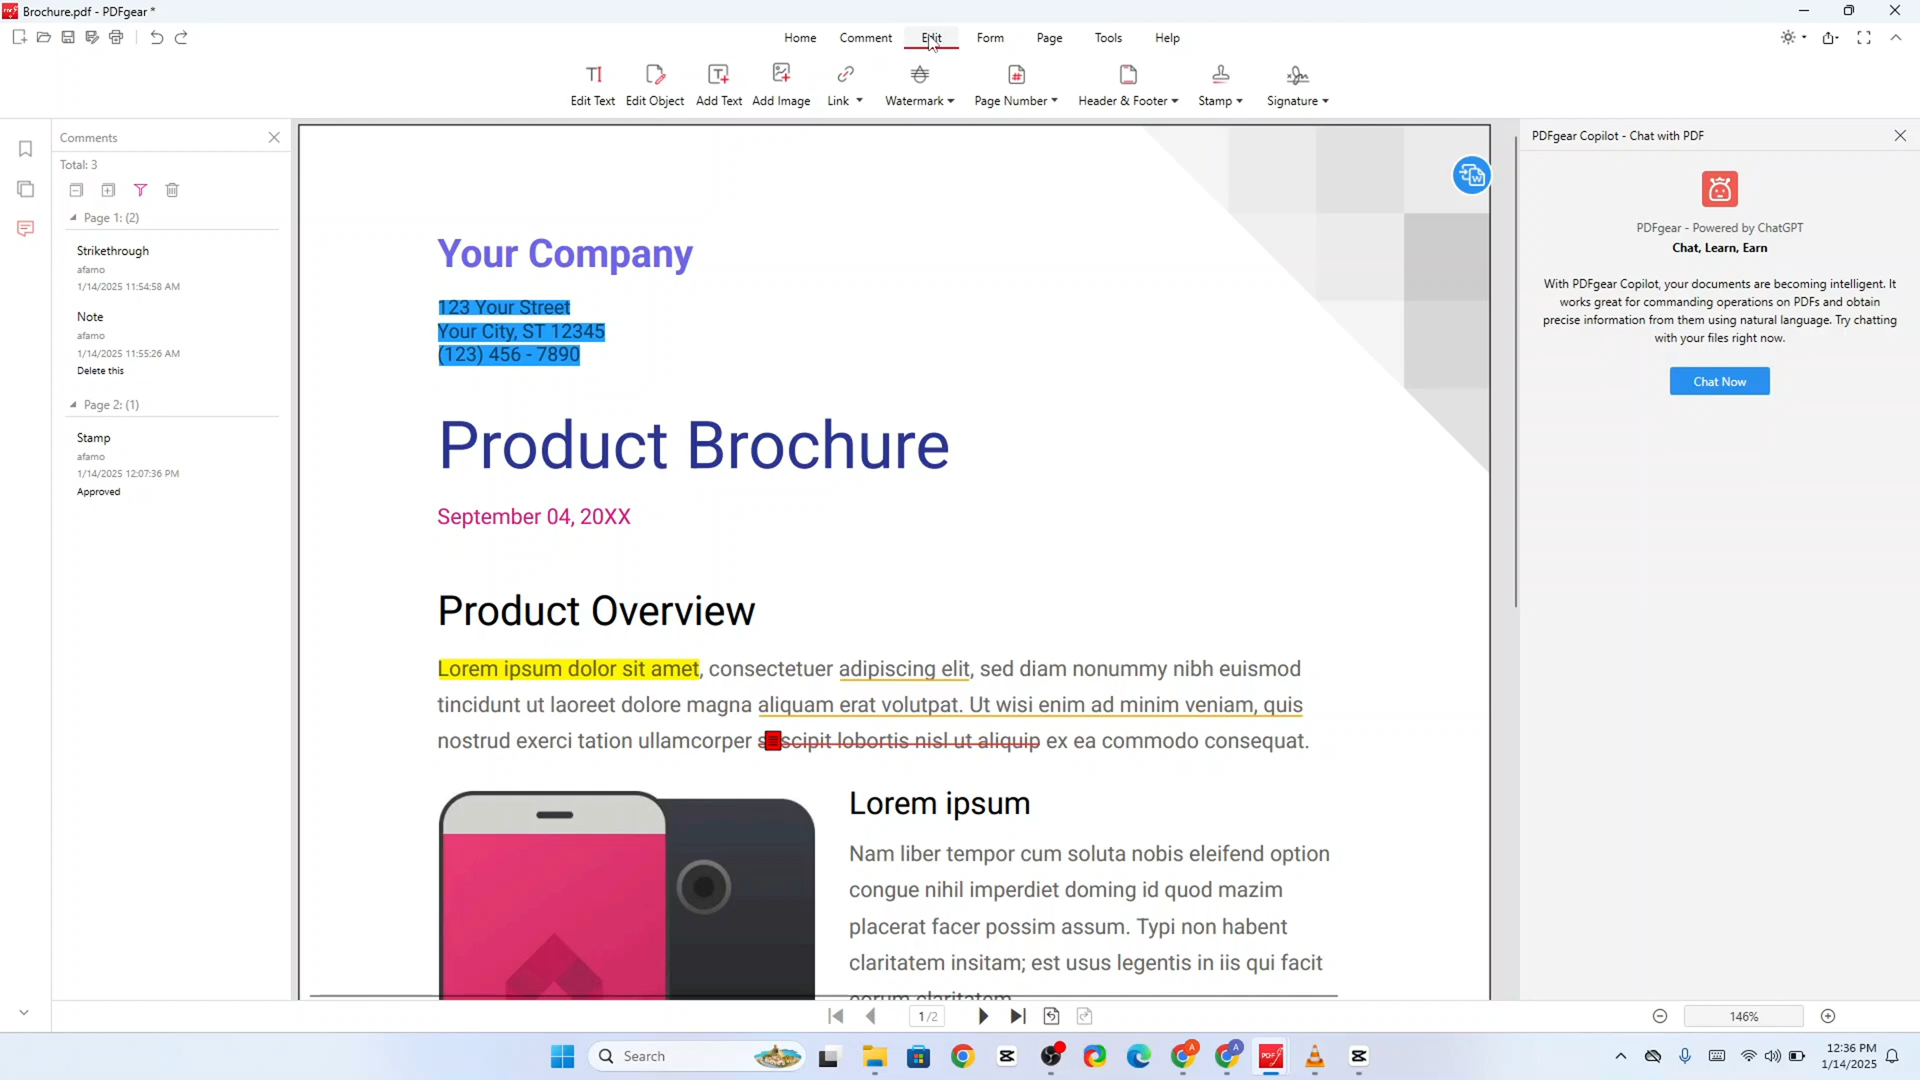 Brochure.pdf - PDFgear *
Home Comment Edit Form Page Tools Help
Edit Text Edit Object Add Text Add Image Link Watermark Page Number Header & Footer Stamp Signature
Comments
Total: 3
Page 1: (2)
Strikethrough
afamo
1/14/2025 11:54:58 AM
Note
afamo
1/14/2025 11:55:26 AM
Delete this
Page 2: (1)
Stamp
afamo
1/14/2025 12:07:36 PM
Approved
Your Company
123 Your Street
Your City, ST 12345
(123) 456 - 7890
Product Brochure
September 04, 20XX
Product Overview
Lorem ipsum dolor sit amet, consectetuer adipiscing elit, sed diam nonummy nibh euismod
tincidunt ut laoreet dolore magna aliquam erat volutpat. Ut wisi enim ad minim veniam, quis
nostrud exerci tation ullamcorper suscipit lobortis nisl ut aliquip ex ea commodo consequat.
Lorem ipsum
Nam liber tempor cum soluta nobis eleifend option
congue nihil imperdiet doming id quod mazim
placerat facer possim assum. Typi non habent
claritatem insitam; est usus legentis in iis qui facit
eorum claritatem
PDFgear Copilot - Chat with PDF
PDFgear - Powered by ChatGPT
Chat, Learn, Earn
With PDFgear Copilot, your documents are becoming intelligent. It
works great for commanding operations on PDFs and obtain
precise information from them using natural language. Try chatting
with your files right now.
Chat Now
1/2
146%
Search
12:36 PM
1/14/2025